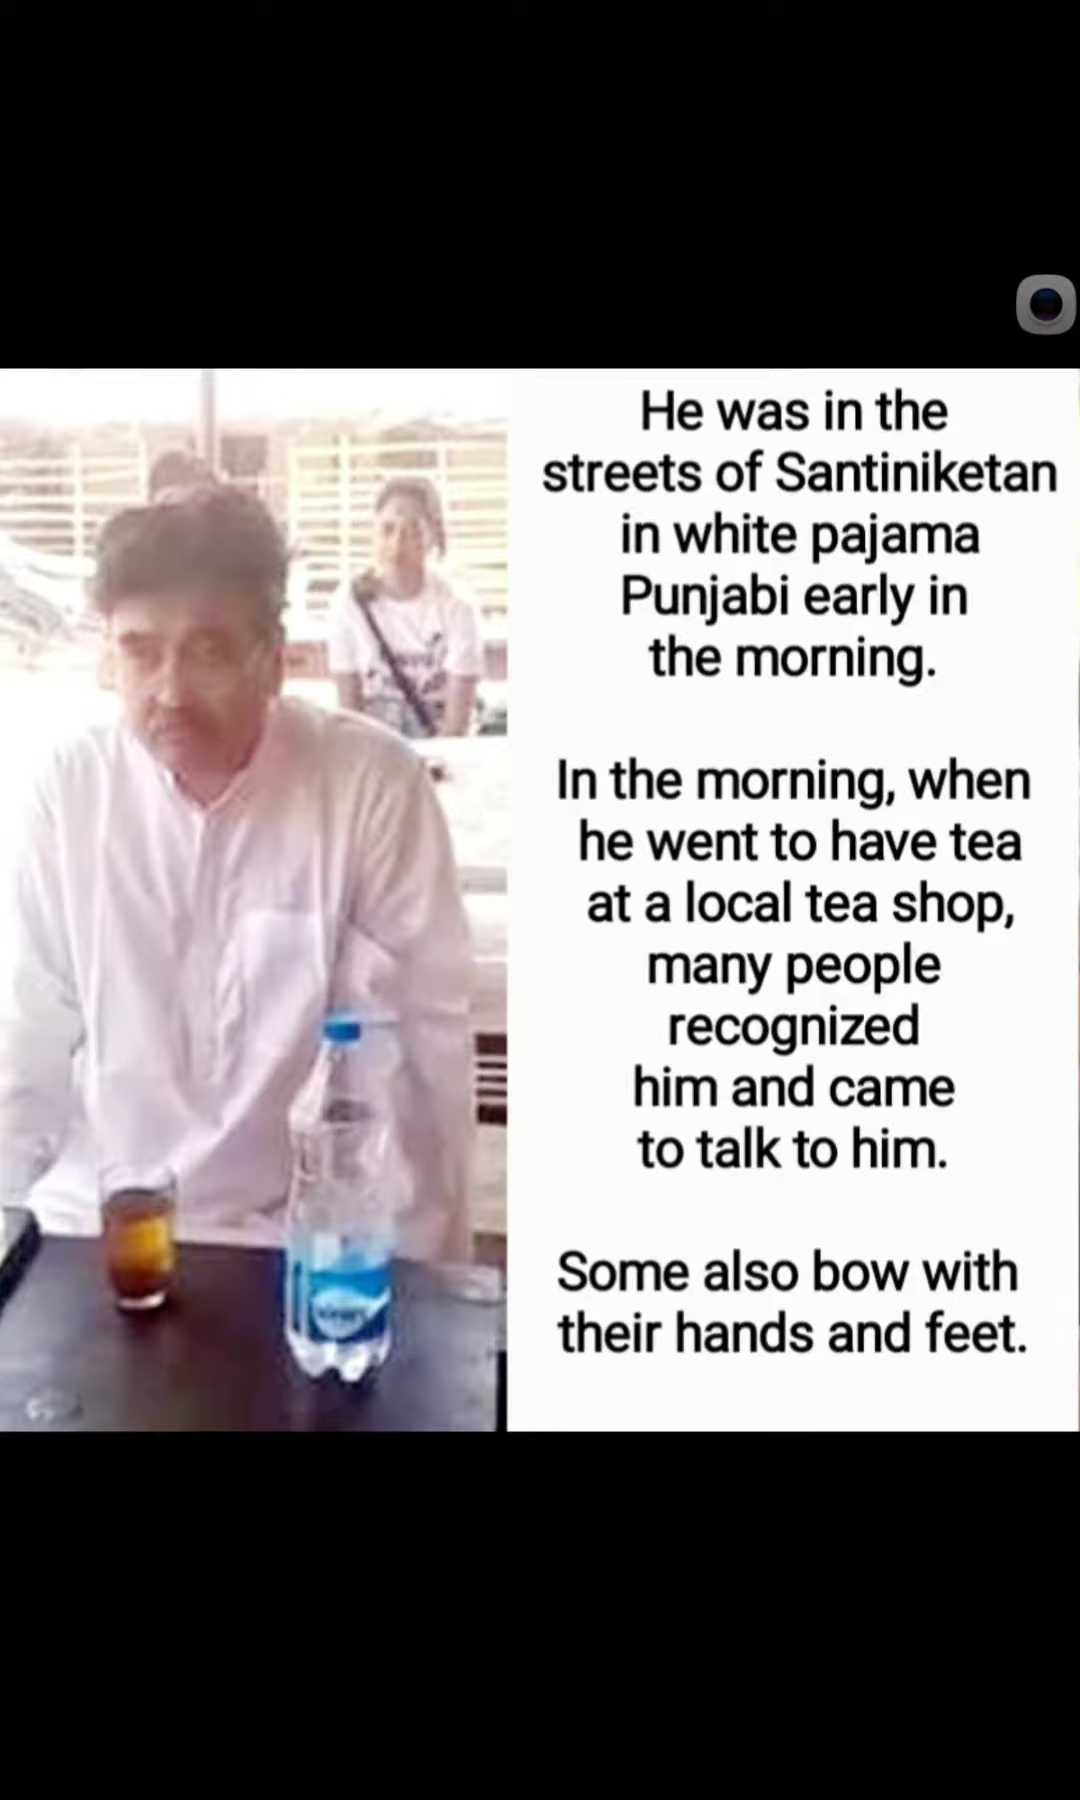 He was in the
streets of Santiniketan
in white pajama
Punjabi early in
the morning.
In the morning, when
he went to have tea
at a local tea shop,
many people
recognized
him and came
to talk to him.
Some also bow with
their hands and feet.